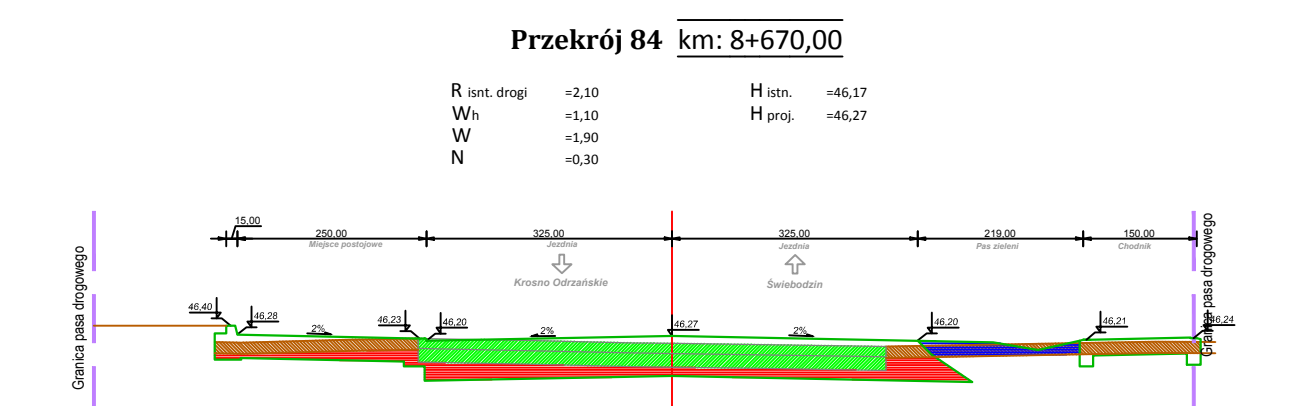 Przekrój 84 km: 8+670,00
R isnt. drogi =2,10 H istn. =46,17
Wh =1,10 H proj. =46,27
W =1,90
N =0,30
15,00
250,00 325,00 325,00 219,00 150,00
Miejsce postojowe Jezdnia Jezdnia Pas zieleni Chodnik
Krosno Odrzańskie Świebodzin
46,40 46,28 46,23 46,20 46,27 46,20 46,21 46,24
2% 2% 2%
Granica pasa drogowego
Granica pasa drogowego